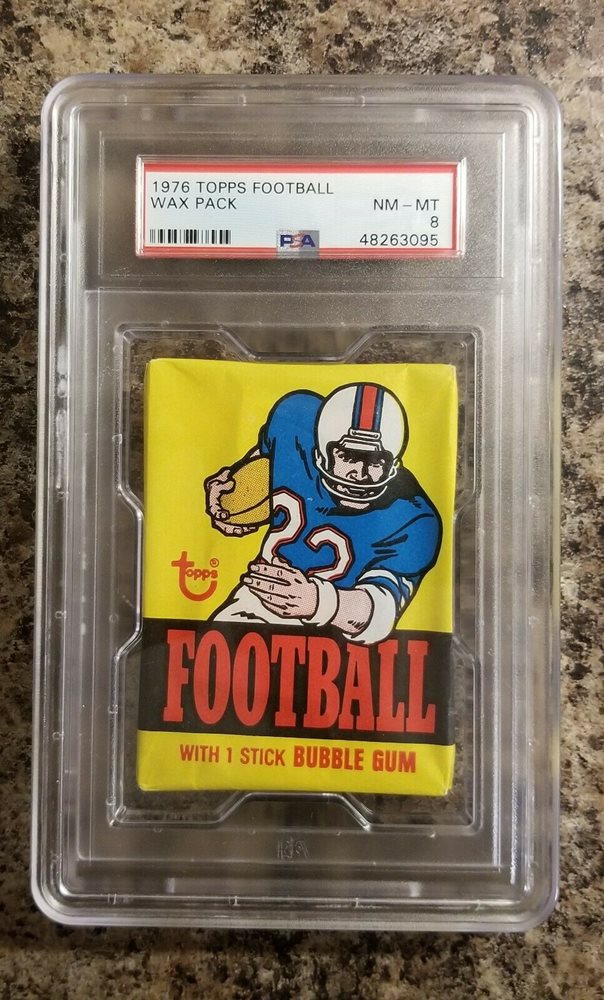 1976 TOPPS FOOTBALL
WAX PACK
NM - MT
8
PSA
48263095
22
topps®
FOOTBALL
WITH 1 STICK BUBBLE GUM